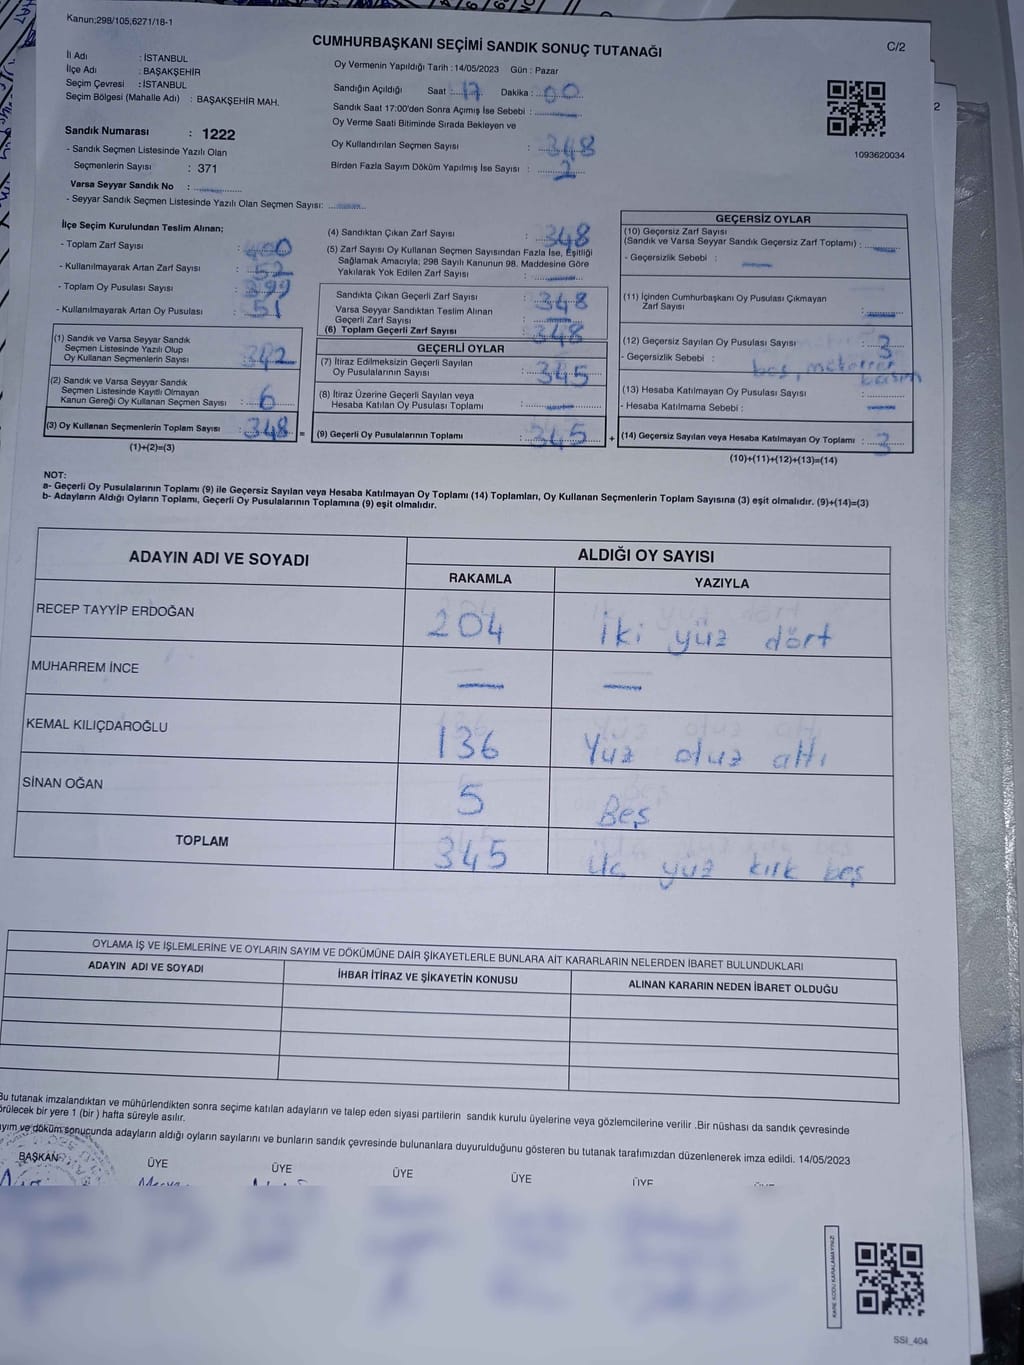 Kanun;298/105,6271/18-1
C/2
CUMHURBAŞKANI SEÇİMİ SANDIK SONUÇ TUTANAĞI
İl Adı : İSTANBUL
İlçe Adı : BAŞAKŞEHİR
Seçim Çevresi : İSTANBUL
Seçim Bölgesi (Mahalle Adı) : BAŞAKŞEHİR MAH.
Sandık Numarası : 1222
- Sandık Seçmen Listesinde Yazılı Olan
Seçmenlerin Sayısı : 371
Varsa Seyyar Sandık No :
- Seyyar Sandık Seçmen Listesinde Yazılı Olan Seçmen Sayısı:
Oy Vermenin Yapıldığı Tarih : 14/05/2023 Gün : Pazar
Sandığın Açıldığı Saat : 17 Dakika : 00
Sandık Saat 17:00'den Sonra Açımış İse Sebebi :
Oy Verme Saati Bitiminde Sırada Bekleyen ve
Oy Kullandırılan Seçmen Sayısı : 348
Birden Fazla Sayım Döküm Yapılmış İse Sayısı : 2
1093620034
2
İlçe Seçim Kurulundan Teslim Alınan;
- Toplam Zarf Sayısı : 400
- Kullanılmayarak Artan Zarf Sayısı : 52
- Toplam Oy Pusulası Sayısı : 399
- Kullanılmayarak Artan Oy Pusulası : 51
(1) Sandık ve Varsa Seyyar Sandık
Seçmen Listesinde Yazılı Olup
Oy Kullanan Seçmenlerin Sayısı : 342
(2) Sandık ve Varsa Seyyar Sandık
Seçmen Listesinde Kayıtlı Olmayan
Kanun Gereği Oy Kullanan Seçmen Sayısı : 6
(3) Oy Kullanan Seçmenlerin Toplam Sayısı : 348
(1)+(2)=(3)
(4) Sandıktan Çıkan Zarf Sayısı : 348
(5) Zarf Sayısı Oy Kullanan Seçmen Sayısından Fazla İse, Eşitliği
Sağlamak Amacıyla; 298 Sayılı Kanunun 98. Maddesine Göre
Yakılarak Yok Edilen Zarf Sayısı :
Sandıkta Çıkan Geçerli Zarf Sayısı : 348
Varsa Seyyar Sandıktan Teslim Alınan
Geçerli Zarf Sayısı :
(6) Toplam Geçerli Zarf Sayısı : 348
GEÇERLİ OYLAR
(7) İtiraz Edilmeksizin Geçerli Sayılan
Oy Pusulalarının Sayısı : 345
(8) İtiraz Üzerine Geçerli Sayılan veya
Hesaba Katılan Oy Pusulası Toplamı :
= (9) Geçerli Oy Pusulalarının Toplamı : 345 +
GEÇERSİZ OYLAR
(10) Geçersiz Zarf Sayısı
(Sandık ve Varsa Seyyar Sandık Geçersiz Zarf Toplamı) :
- Geçersizlik Sebebi :
(11) İçinden Cumhurbaşkanı Oy Pusulası Çıkmayan
Zarf Sayısı :
(12) Geçersiz Sayılan Oy Pusulası Sayısı : 3
- Geçersizlik Sebebi : boş, mükerrer
(13) Hesaba Katılmayan Oy Pusulası Sayısı :
- Hesaba Katılmama Sebebi :
(14) Geçersiz Sayılan veya Hesaba Katılmayan Oy Toplamı : 3
(10)+(11)+(12)+(13)=(14)
NOT:
a- Geçerli Oy Pusulalarının Toplamı (9) ile Geçersiz Sayılan veya Hesaba Katılmayan Oy Toplamı (14) Toplamları, Oy Kullanan Seçmenlerin Toplam Sayısına (3) eşit olmalıdır. (9)+(14)=(3)
b- Adayların Aldığı Oyların Toplamı, Geçerli Oy Pusulalarının Toplamına (9) eşit olmalıdır.
ADAYIN ADI VE SOYADI
ALDIĞI OY SAYISI
RAKAMLA YAZIYLA
RECEP TAYYİP ERDOĞAN 204 İki yüz dört
MUHARREM İNCE — —
KEMAL KILIÇDAROĞLU 136 Yüz otuz altı
SİNAN OĞAN 5 Beş
TOPLAM 345 Üç yüz kırk beş
OYLAMA İŞ VE İŞLEMLERİNE VE OYLARIN SAYIM VE DÖKÜMÜNE DAİR ŞİKAYETLERLE BUNLARA AİT KARARLARIN NELERDEN İBARET BULUNDUKLARI
ADAYIN ADI VE SOYADI İHBAR İTİRAZ VE ŞİKAYETİN KONUSU ALINAN KARARIN NEDEN İBARET OLDUĞU
Bu tutanak imzalandıktan ve mühürlendikten sonra seçime katılan adayların ve talep eden siyasi partilerin sandık kurulu üyelerine veya gözlemcilerine verilir .Bir nüshası da sandık çevresinde
örülecek bir yere 1 (bir ) hafta süreyle asılır.
ayım ve döküm sonucunda adayların aldığı oyların sayılarını ve bunların sandık çevresinde bulunanlara duyurulduğunu gösteren bu tutanak tarafımızdan düzenlenerek imza edildi. 14/05/2023
BAŞKAN ÜYE ÜYE ÜYE ÜYE ÜYE
KARE KODU KARALAMAYINIZ!
SSI_404